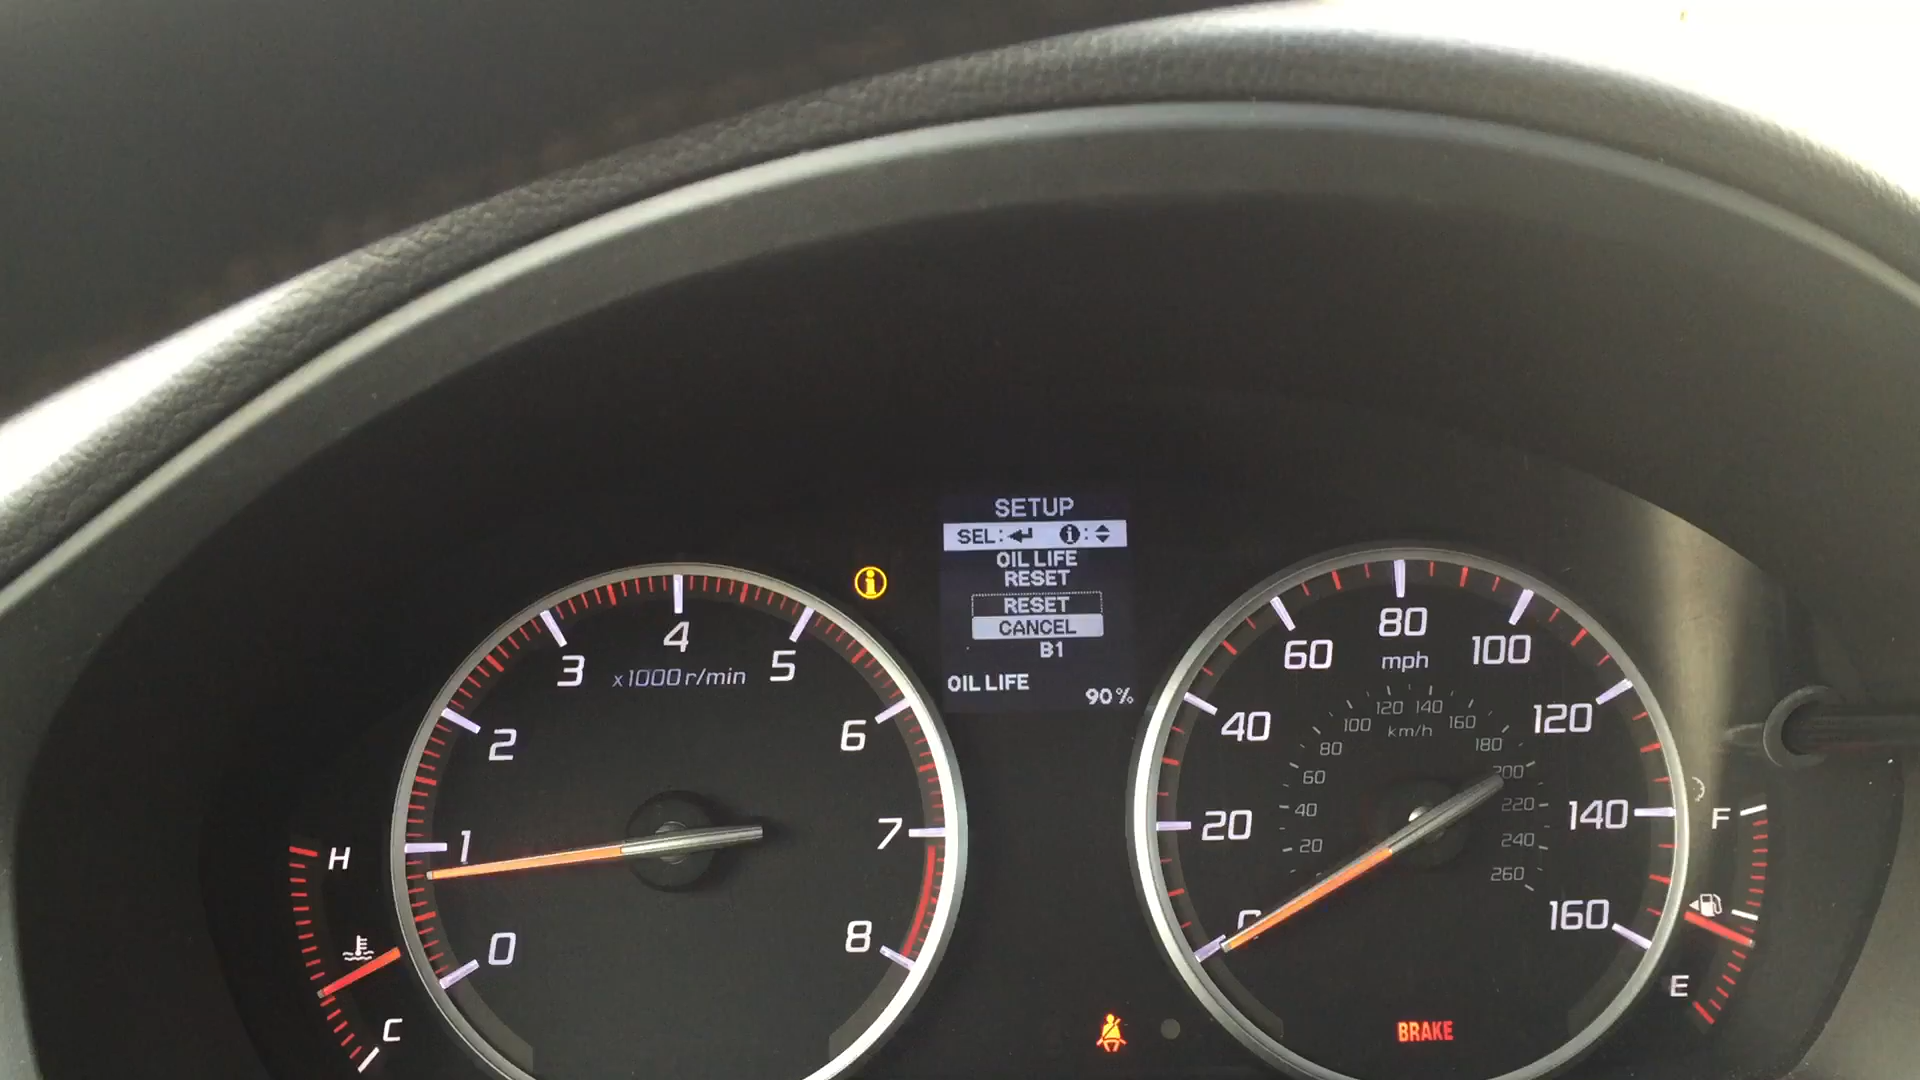 SETUP
SEL: :
OIL LIFE
RESET
RESET
CANCEL
B1
OIL LIFE
90%
0
1
2
3
4
5
6
7
8
x1000 r/min
H
C
20
40
60
80
100
120
140
160
mph
20
40
60
80
100
120
140
160
180
200
220
240
260
km/h
F
E
BRAKE